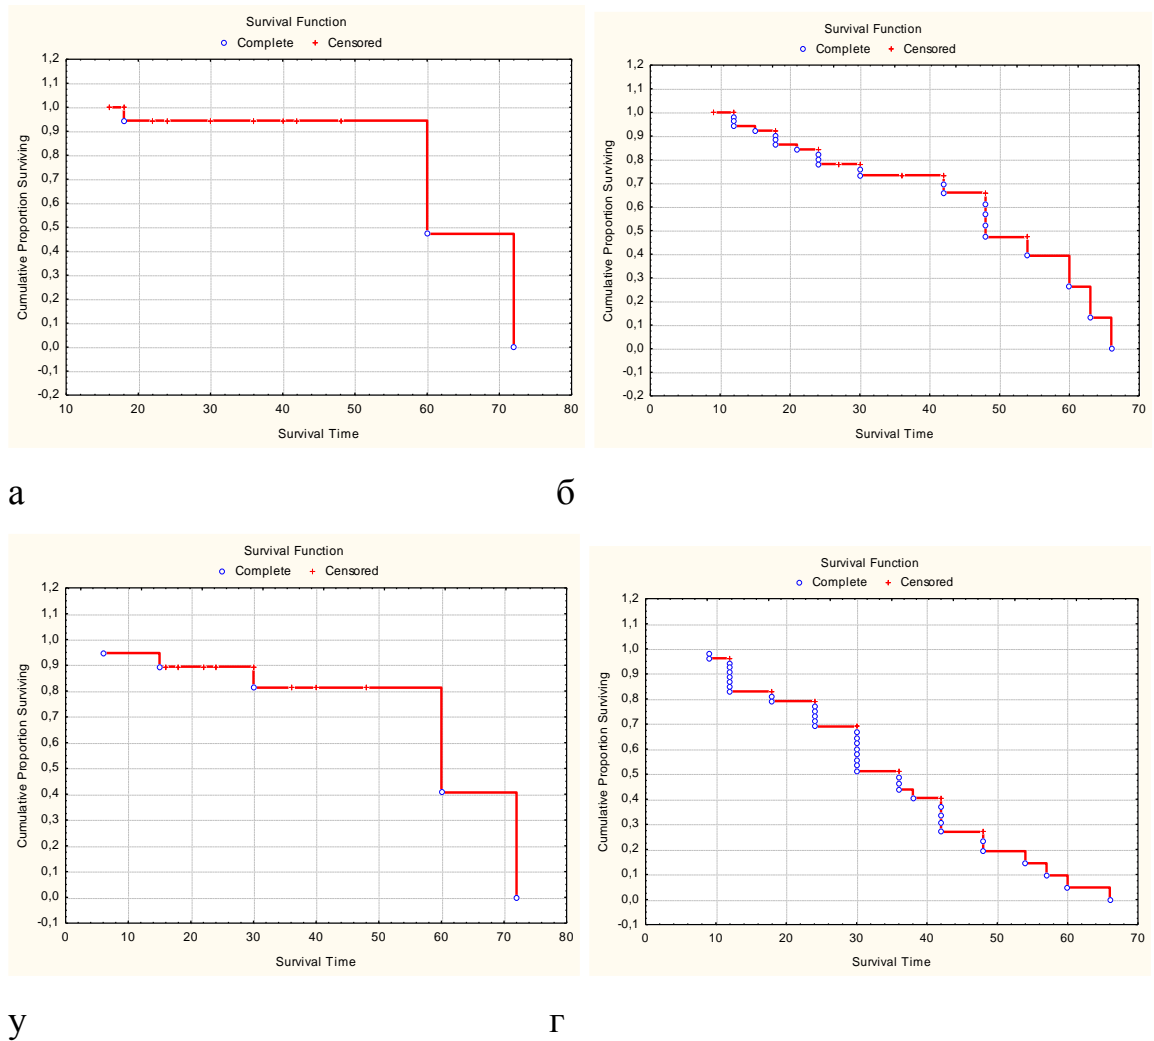 Survival Function
Complete + Censored
1,2
1,1
1,0
0,9
0,8
0,7
0,6
0,5
0,4
0,3
0,2
0,1
0,0
-0,1
-0,2
10 20 30 40 50 60 70 80
Survival Time
Cumulative Proportion Surviving
Survival Function
Complete + Censored
1,2
1,1
1,0
0,9
0,8
0,7
0,6
0,5
0,4
0,3
0,2
0,1
0,0
-0,1
-0,2
0 10 20 30 40 50 60 70
Survival Time
Cumulative Proportion Surviving
а б
Survival Function
Complete + Censored
1,2
1,1
1,0
0,9
0,8
0,7
0,6
0,5
0,4
0,3
0,2
0,1
0,0
-0,1
0 10 20 30 40 50 60 70 80
Survival Time
Cumulative Proportion Surviving
Survival Function
Complete + Censored
1,2
1,1
1,0
0,9
0,8
0,7
0,6
0,5
0,4
0,3
0,2
0,1
0,0
-0,1
0 10 20 30 40 50 60 70
Survival Time
Cumulative Proportion Surviving
у г